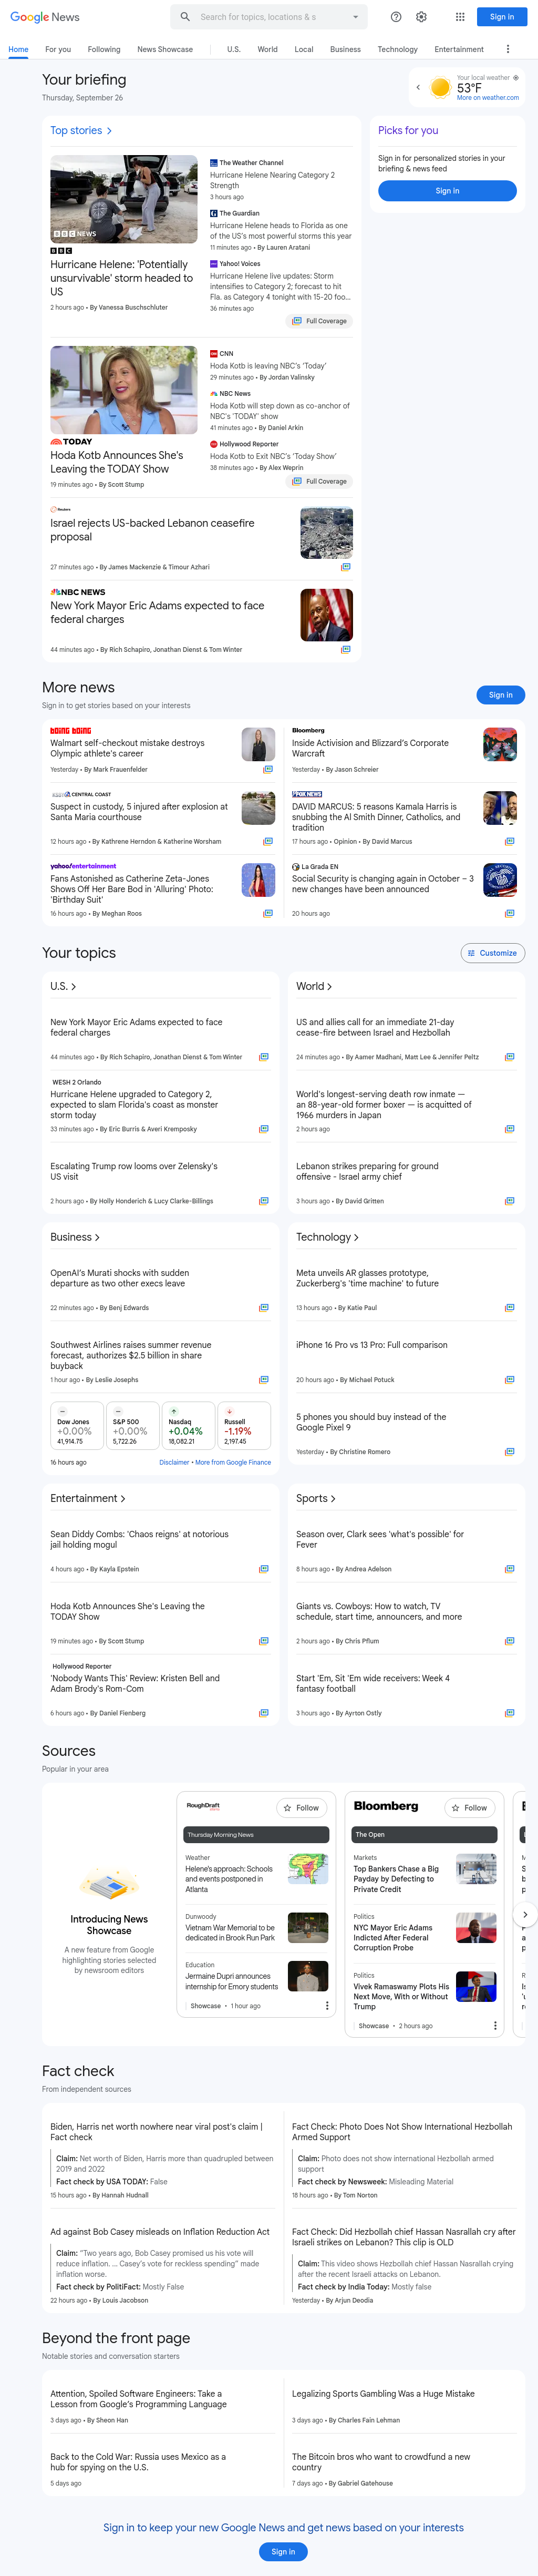 Google News
Search for topics, locations & s
Sign in
Home
For you
Following
News Showcase
U.S.
World
Local
Business
Technology
Entertainment
Your briefing
Thursday, September 26
Your local weather
53°F
More on weather.com
Top stories
BBC NEWS
BBC
Hurricane Helene: 'Potentially
unsurvivable' storm headed to
US
2 hours ago • By Vanessa Buschschluter
The Weather Channel
Hurricane Helene Nearing Category 2
Strength
3 hours ago
The Guardian
Hurricane Helene heads to Florida as one
of the US's most powerful storms this year
11 minutes ago • By Lauren Aratani
Yahoo! Voices
Hurricane Helene live updates: Storm
intensifies to Category 2; forecast to hit
Fla. as Category 4 tonight with 15-20 foo...
36 minutes ago
Full Coverage
TODAY
Hoda Kotb Announces She's
Leaving the TODAY Show
19 minutes ago • By Scott Stump
CNN
Hoda Kotb is leaving NBC's 'Today'
29 minutes ago • By Jordan Valinsky
NBC News
Hoda Kotb will step down as co-anchor of
NBC's 'TODAY' show
41 minutes ago • By Daniel Arkin
Hollywood Reporter
Hoda Kotb to Exit NBC's 'Today Show'
38 minutes ago • By Alex Weprin
Full Coverage
Reuters
Israel rejects US-backed Lebanon ceasefire
proposal
27 minutes ago • By James Mackenzie & Timour Azhari
NBC NEWS
New York Mayor Eric Adams expected to face
federal charges
44 minutes ago • By Rich Schapiro, Jonathan Dienst & Tom Winter
Picks for you
Sign in for personalized stories in your
briefing & news feed
Sign in
More news
Sign in to get stories based on your interests
Sign in
boing boing
Walmart self-checkout mistake destroys
Olympic athlete's career
Yesterday • By Mark Frauenfelder
Bloomberg
Inside Activision and Blizzard's Corporate
Warcraft
Yesterday • By Jason Schreier
CENTRAL COAST
Suspect in custody, 5 injured after explosion at
Santa Maria courthouse
12 hours ago • By Kathrene Herndon & Katherine Worsham
DAVID MARCUS: 5 reasons Kamala Harris is
snubbing the Al Smith Dinner, Catholics, and
tradition
17 hours ago • Opinion • By David Marcus
yahoo!entertainment
Fans Astonished as Catherine Zeta-Jones
Shows Off Her Bare Bod in 'Alluring' Photo:
'Birthday Suit'
16 hours ago • By Meghan Roos
La Grada EN
Social Security is changing again in October – 3
new changes have been announced
20 hours ago
Your topics
Customize
U.S.
New York Mayor Eric Adams expected to face
federal charges
44 minutes ago • By Rich Schapiro, Jonathan Dienst & Tom Winter
WESH 2 Orlando
Hurricane Helene upgraded to Category 2,
expected to slam Florida's coast as monster
storm today
33 minutes ago • By Eric Burris & Averi Kremposky
Escalating Trump row looms over Zelensky's
US visit
2 hours ago • By Holly Honderich & Lucy Clarke-Billings
World
US and allies call for an immediate 21-day
cease-fire between Israel and Hezbollah
24 minutes ago • By Aamer Madhani, Matt Lee & Jennifer Peltz
World's longest-serving death row inmate —
an 88-year-old former boxer — is acquitted of
1966 murders in Japan
2 hours ago
Lebanon strikes preparing for ground
offensive - Israel army chief
3 hours ago • By David Gritten
Business
OpenAI's Murati shocks with sudden
departure as two other execs leave
22 minutes ago • By Benj Edwards
Southwest Airlines raises summer revenue
forecast, authorizes $2.5 billion in share
buyback
1 hour ago • By Leslie Josephs
Dow Jones
+0.00%
41,914.75
S&P 500
+0.00%
5,722.26
Nasdaq
+0.04%
18,082.21
Russell
-1.19%
2,197.45
16 hours ago
Disclaimer • More from Google Finance
Technology
Meta unveils AR glasses prototype,
Zuckerberg's 'time machine' to future
13 hours ago • By Katie Paul
iPhone 16 Pro vs 13 Pro: Full comparison
20 hours ago • By Michael Potuck
5 phones you should buy instead of the
Google Pixel 9
Yesterday • By Christine Romero
Entertainment
Sean Diddy Combs: 'Chaos reigns' at notorious
jail holding mogul
4 hours ago • By Kayla Epstein
Hoda Kotb Announces She's Leaving the
TODAY Show
19 minutes ago • By Scott Stump
Hollywood Reporter
'Nobody Wants This' Review: Kristen Bell and
Adam Brody's Rom-Com
6 hours ago • By Daniel Fienberg
Sports
Season over, Clark sees 'what's possible' for
Fever
8 hours ago • By Andrea Adelson
Giants vs. Cowboys: How to watch, TV
schedule, start time, announcers, and more
2 hours ago • By Chris Pflum
Start 'Em, Sit 'Em wide receivers: Week 4
fantasy football
3 hours ago • By Ayrton Ostly
Sources
Popular in your area
Introducing News
Showcase
A new feature from Google
highlighting stories selected
by newsroom editors
RoughDraft
Follow
Thursday Morning News
Weather
Helene's approach: Schools
and events postponed in
Atlanta
Dunwoody
Vietnam War Memorial to be
dedicated in Brook Run Park
Education
Jermaine Dupri announces
internship for Emory students
Showcase • 1 hour ago
Bloomberg
Follow
The Open
Markets
Top Bankers Chase a Big
Payday by Defecting to
Private Credit
Politics
NYC Mayor Eric Adams
Indicted After Federal
Corruption Probe
Politics
Vivek Ramaswamy Plots His
Next Move, With or Without
Trump
Showcase • 2 hours ago
Fact check
From independent sources
Biden, Harris net worth nowhere near viral post's claim |
Fact check
Claim: Net worth of Biden, Harris more than quadrupled between
2019 and 2022
Fact check by USA TODAY: False
15 hours ago • By Hannah Hudnall
Fact Check: Photo Does Not Show International Hezbollah
Armed Support
Claim: Photo does not show international Hezbollah armed
support
Fact check by Newsweek: Misleading Material
18 hours ago • By Tom Norton
Ad against Bob Casey misleads on Inflation Reduction Act
Claim: "Two years ago, Bob Casey promised us his vote will
reduce inflation. ... Casey's vote for reckless spending" made
inflation worse.
Fact check by PolitiFact: Mostly False
22 hours ago • By Louis Jacobson
Fact Check: Did Hezbollah chief Hassan Nasrallah cry after
Israeli strikes on Lebanon? This clip is OLD
Claim: This video shows Hezbollah chief Hassan Nasrallah crying
after the recent Israeli attacks on Lebanon.
Fact check by India Today: Mostly false
Yesterday • By Arjun Deodia
Beyond the front page
Notable stories and conversation starters
Attention, Spoiled Software Engineers: Take a
Lesson from Google's Programming Language
3 days ago • By Sheon Han
Legalizing Sports Gambling Was a Huge Mistake
3 days ago • By Charles Fain Lehman
Back to the Cold War: Russia uses Mexico as a
hub for spying on the U.S.
5 days ago
The Bitcoin bros who want to crowdfund a new
country
7 days ago • By Gabriel Gatehouse
Sign in to keep your new Google News and get news based on your interests
Sign in